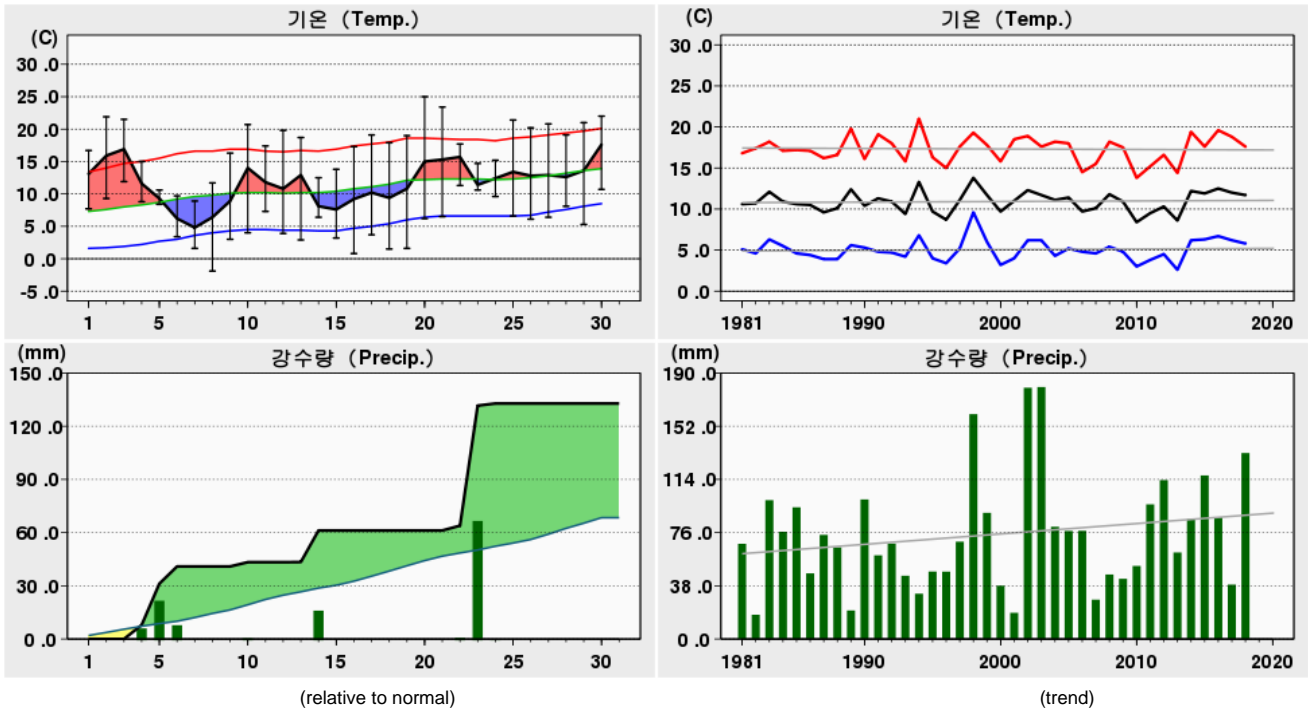 기온 (Temp.)
(C)
30 .0
25 .0
20 .0
15 .0
10 .0
5 .0
0 .0
-5 .0
1 5 10 15 20 25 30
기온 (Temp.)
(C)
30 .0
25 .0
20 .0
15 .0
10 .0
5 .0
0 .0
1981 1990 2000 2010 2020
강수량 (Precip.)
(mm)
150 .0
120 .0
90 .0
60 .0
30 .0
0 .0
1 5 10 15 20 25 30
(relative to normal)
강수량 (Precip.)
(mm)
190 .0
152 .0
114 .0
76 .0
38 .0
0 .0
1981 1990 2000 2010 2020
(trend)